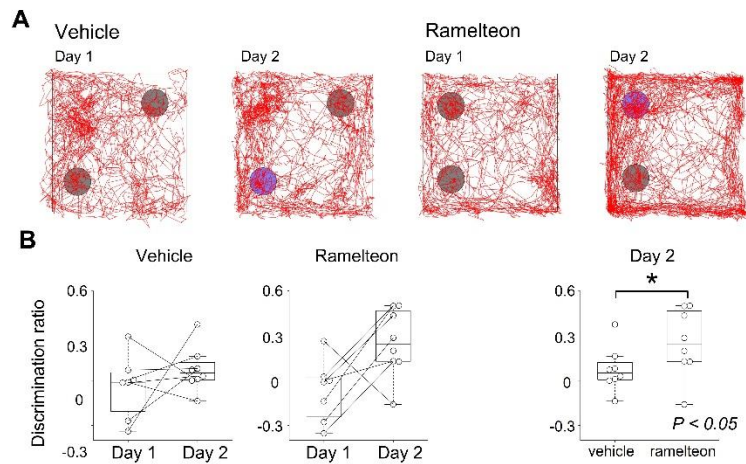 A
Vehicle
Ramelteon
Day 1
Day 2
Day 1
Day 2
B
Vehicle
Ramelteon
Day 2
Discrimination ratio
0.6
0.3
0
-0.3
Day 1
Day 2
0.6
0.3
0
-0.3
Day 1
Day 2
0.6
0.3
0
-0.3
*
P < 0.05
vehicle
ramelteon